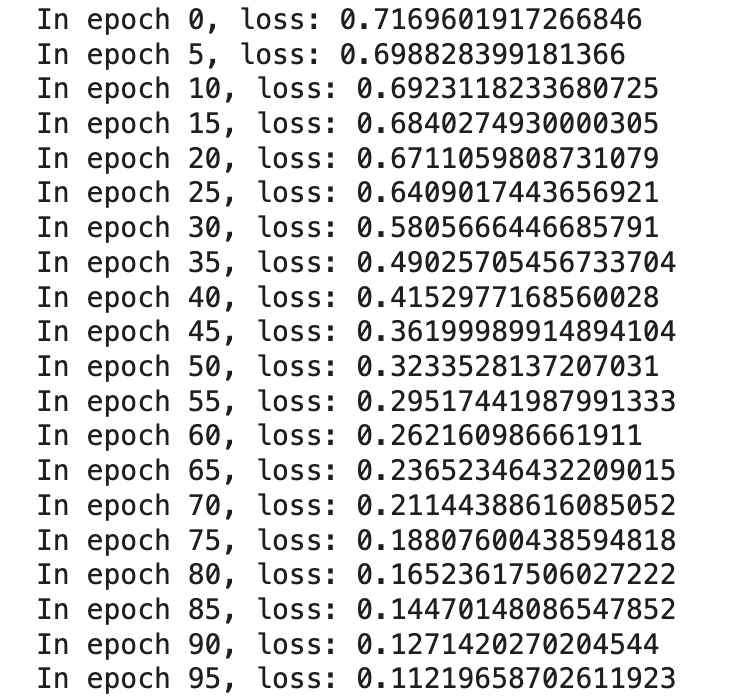 In epoch 0, loss: 0.7169601917266846
In epoch 5, loss: 0.698828399181366
In epoch 10, loss: 0.6923118233680725
In epoch 15, loss: 0.6840274930000305
In epoch 20, loss: 0.6711059808731079
In epoch 25, loss: 0.6409017443656921
In epoch 30, loss: 0.5805666446685791
In epoch 35, loss: 0.49025705456733704
In epoch 40, loss: 0.4152977168560028
In epoch 45, loss: 0.36199989914894104
In epoch 50, loss: 0.3233528137207031
In epoch 55, loss: 0.29517441987991333
In epoch 60, loss: 0.262160986661911
In epoch 65, loss: 0.23652346432209015
In epoch 70, loss: 0.21144388616085052
In epoch 75, loss: 0.18807600438594818
In epoch 80, loss: 0.16523617506027222
In epoch 85, loss: 0.14470148086547852
In epoch 90, loss: 0.1271420270204544
In epoch 95, loss: 0.11219658702611923